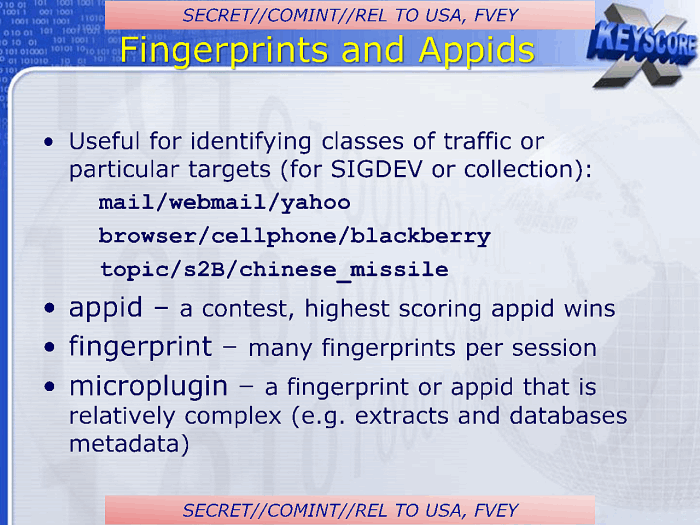 SECRET//COMINT//REL TO USA, FVEY
Fingerprints and Appids
X
KEYSCORE
• Useful for identifying classes of traffic or
particular targets (for SIGDEV or collection):
mail/webmail/yahoo
browser/cellphone/blackberry
topic/s2B/chinese_missile
• appid – a contest, highest scoring appid wins
• fingerprint – many fingerprints per session
• microplugin – a fingerprint or appid that is
relatively complex (e.g. extracts and databases
metadata)
SECRET//COMINT//REL TO USA, FVEY